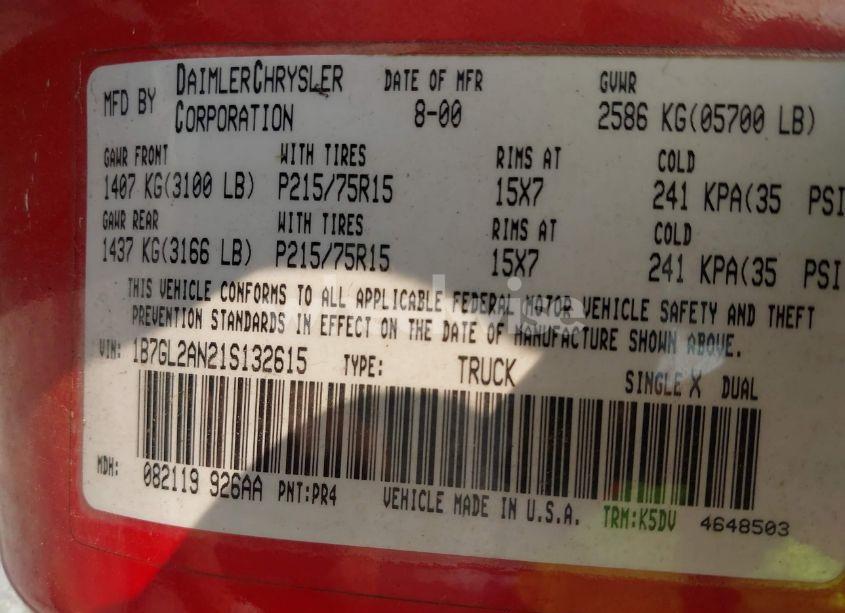 MFD BY DAIMLERCHRYSLER CORPORATION DATE OF MFR 8-00 GVWR 2586 KG(05700 LB)
GAWR FRONT WITH TIRES RIMS AT COLD
1407 KG(3100 LB) P215/75R15 15X7 241 KPA(35 PSI
GAWR REAR WITH TIRES RIMS AT COLD
1437 KG(3166 LB) P215/75R15 15X7 241 KPA(35 PSI
THIS VEHICLE CONFORMS TO ALL APPLICABLE FEDERAL MOTOR VEHICLE SAFETY AND THEFT
PREVENTION STANDARDS IN EFFECT ON THE DATE OF MANUFACTURE SHOWN ABOVE.
VIN: 1B7GL2AN21S132615 TYPE: TRUCK SINGLE X DUAL
MDH: 082119 926AA PNT:PR4 VEHICLE MADE IN U.S.A. TRM:K5DV 4648503